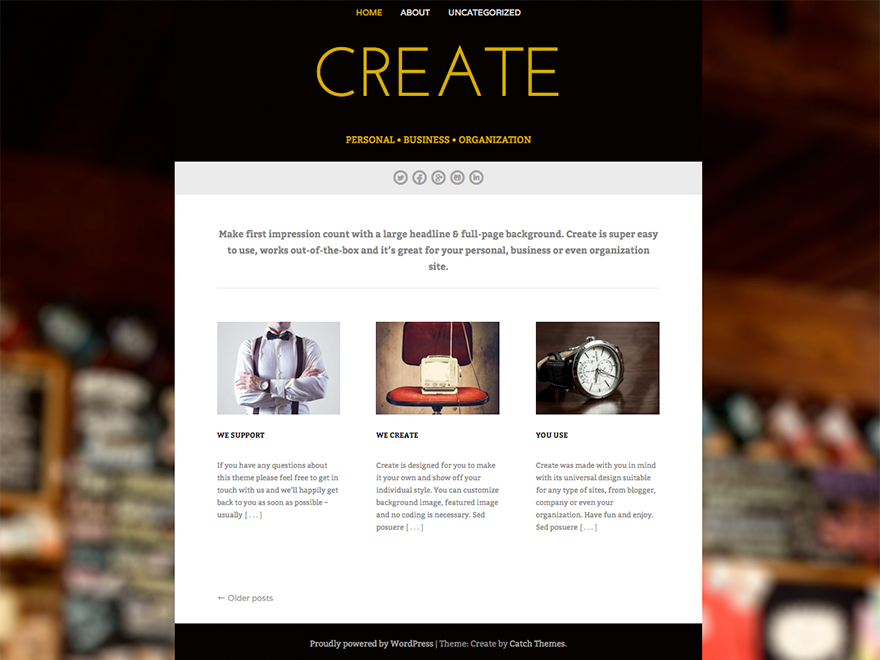 HOME ABOUT UNCATEGORIZED
CREATE
PERSONAL • BUSINESS • ORGANIZATION
Make first impression count with a large headline & full-page background. Create is super easy
to use, works out-of-the-box and it's great for your personal, business or even organization
site.
WE SUPPORT
If you have any questions about
this theme please feel free to get in
touch with us and we'll happily get
back to you as soon as possible –
usually [ . . . ]
WE CREATE
Create is designed for you to make
it your own and show off your
individual style. You can customize
background image, featured image
and no coding is necessary. Sed
posuere [ . . . ]
YOU USE
Create was made with you in mind
with its universal design suitable
for any type of sites, from blogger,
company or even your
organization. Have fun and enjoy.
Sed posuere [ . . . ]
← Older posts
Proudly powered by WordPress | Theme: Create by Catch Themes.